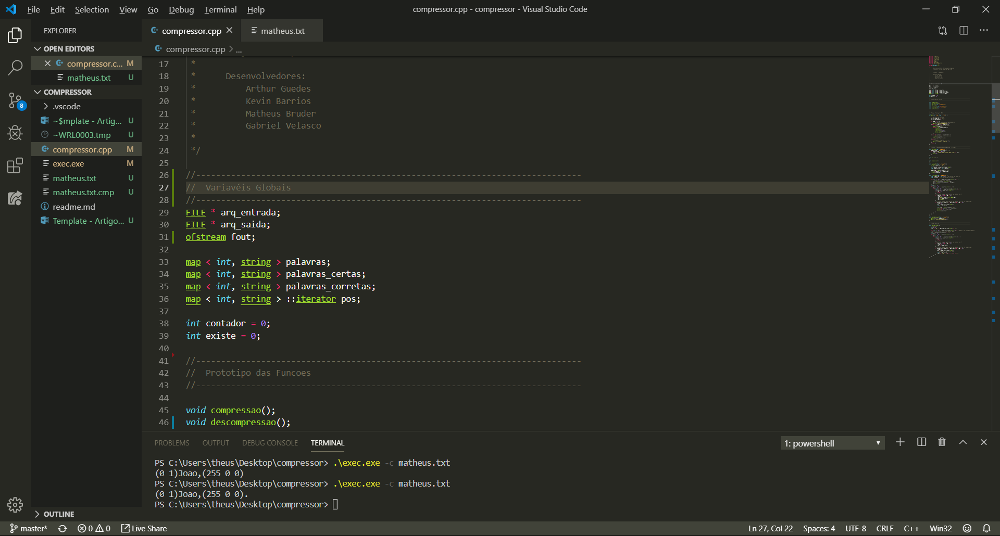 File Edit Selection View Go Debug Terminal Help
compressor.cpp - compressor - Visual Studio Code
EXPLORER
OPEN EDITORS
compressor.c... M
matheus.txt U
COMPRESSOR
.vscode
~$mplate - Artig... U
~WRL0003.tmp U
compressor.cpp M
exec.exe M
matheus.txt U
matheus.txt.cmp U
readme.md
Template - Artigo... U
OUTLINE
8
compressor.cpp
matheus.txt
compressor.cpp > ...
17 *
18 * Desenvolvedores:
19 * Arthur Guedes
20 * Kevin Barrios
21 * Matheus Bruder
22 * Gabriel Velasco
23 *
24 */
25
26 //-----------------------------------------------------------------------------
27 // Variavéis Globais
28 //-----------------------------------------------------------------------------
29 FILE * arq_entrada;
30 FILE * arq_saida;
31 ofstream fout;
32
33 map < int, string > palavras;
34 map < int, string > palavras_certas;
35 map < int, string > palavras_corretas;
36 map < int, string > ::iterator pos;
37
38 int contador = 0;
39 int existe = 0;
40
41 //-----------------------------------------------------------------------------
42 // Prototipo das Funcoes
43 //-----------------------------------------------------------------------------
44
45 void compressao();
46 void descompressao();
PROBLEMS OUTPUT DEBUG CONSOLE TERMINAL
1: powershell
PS C:\Users\theus\Desktop\compressor> .\exec.exe -c matheus.txt
(0 1)Joao,(255 0 0)
PS C:\Users\theus\Desktop\compressor> .\exec.exe -c matheus.txt
(0 1)Joao,(255 0 0).
PS C:\Users\theus\Desktop\compressor>
master* 0 0 Live Share
Ln 27, Col 22 Spaces: 4 UTF-8 CRLF C++ Win32